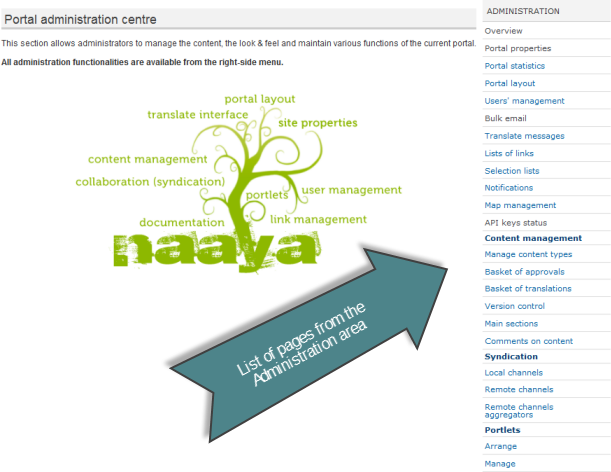 Portal administration centre
This section allows administrators to manage the content, the look & feel and maintain various functions of the current portal.
All administration functionalities are available from the right-side menu.
portal layout
translate interface
site properties
content management
collaboration (syndication)
portlets
user management
documentation
link management
naaya
List of pages from the
Administration area
ADMINISTRATION
Overview
Portal properties
Portal statistics
Portal layout
Users' management
Bulk email
Translate messages
Lists of links
Selection lists
Notifications
Map management
API keys status
Content management
Manage content types
Basket of approvals
Basket of translations
Version control
Main sections
Comments on content
Syndication
Local channels
Remote channels
Remote channels
aggregators
Portlets
Arrange
Manage